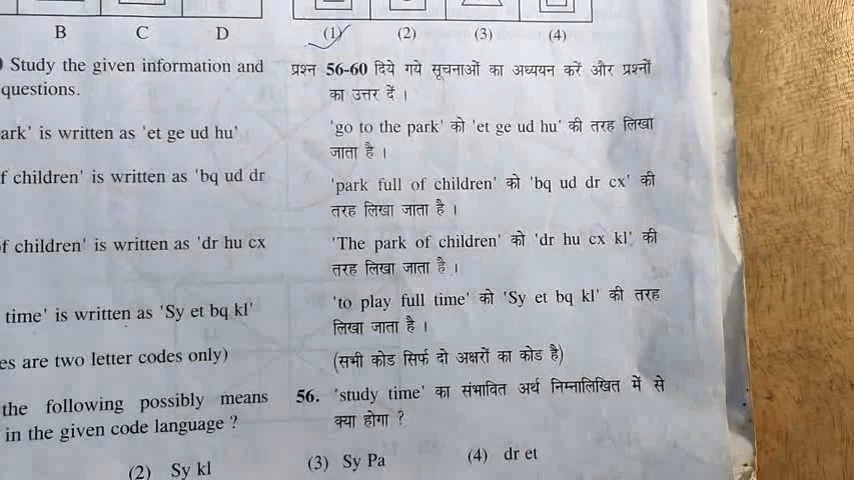 B C D
(1) (2) (3) (4)
Study the given information and
questions.
ark' is written as 'et ge ud hu'
f children' is written as 'bq ud dr
of children' is written as 'dr hu cx
time' is written as 'Sy et bq kl'
es are two letter codes only)
the following possibly means
in the given code language ?
(2) Sy kl
प्रश्न 56-60 दिये गये सूचनाओं का अध्ययन करें और प्रश्नों
का उत्तर दें ।
'go to the park' को 'et ge ud hu' की तरह लिखा
जाता है ।
'park full of children' को 'bq ud dr cx' की
तरह लिखा जाता है ।
'The park of children' को 'dr hu cx kl' की
तरह लिखा जाता है ।
'to play full time' को 'Sy et bq kl' की तरह
लिखा जाता है ।
(सभी कोड सिर्फ दो अक्षरों का कोड है)
56. 'study time' का संभावित अर्थ निम्नालिखित में से
क्या होगा ?
(3) Sy Pa (4) dr et